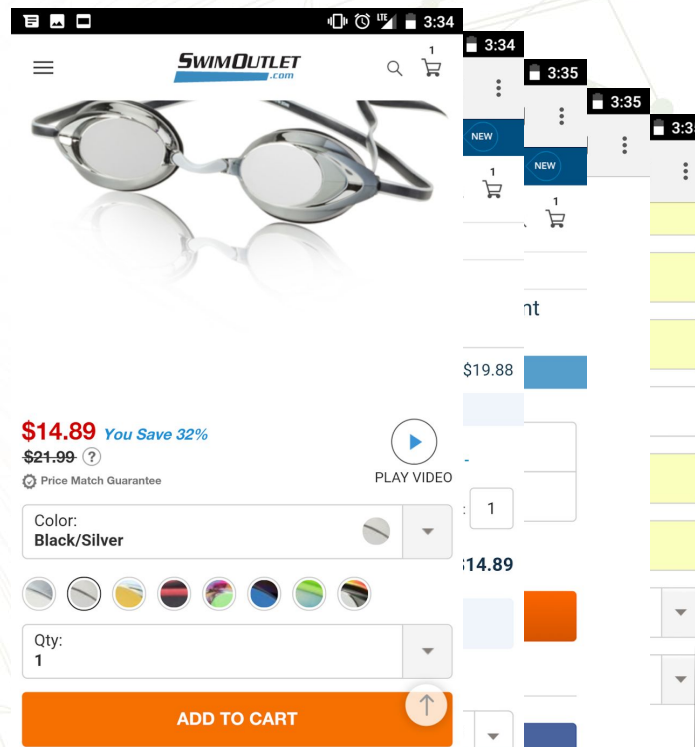 3:34
SWIMOUTLET
.com
1
$14.89 You Save 32%
$21.99 ?
Price Match Guarantee
PLAY VIDEO
Color:
Black/Silver
Qty:
1
ADD TO CART
3:34
NEW
1
$19.88
1
14.89
3:35
NEW
1
nt
3:35
3:3